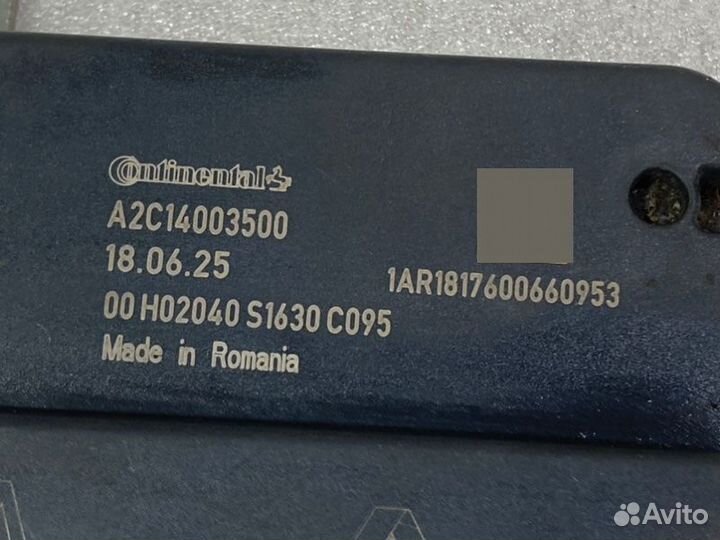 Continental
A2C14003500
18.06.25
1AR1817600660953
00 H02040 S1630 C095
Made in Romania
Avito